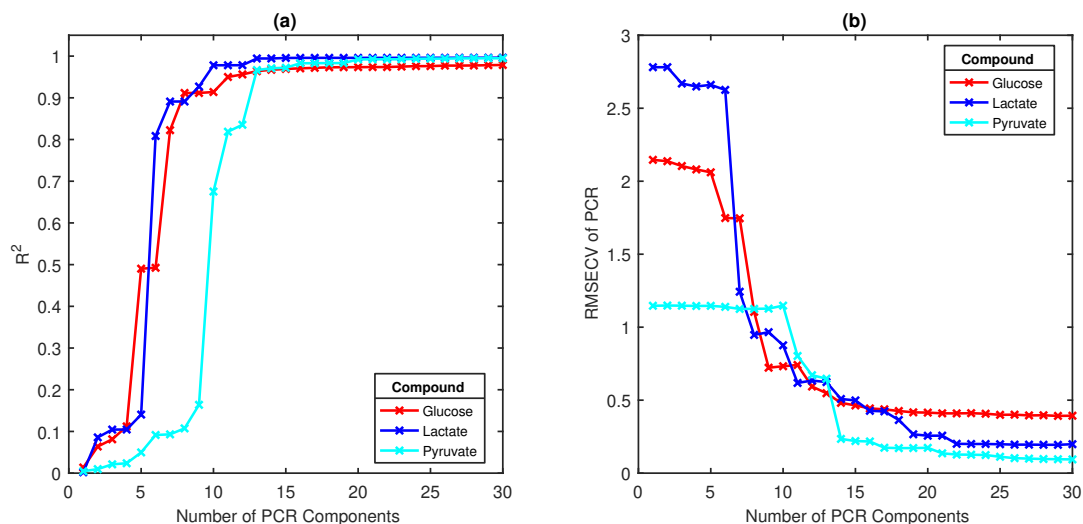 (a)
R²
1
0.9
0.8
0.7
0.6
0.5
0.4
0.3
0.2
0.1
0
0 5 10 15 20 25 30
Number of PCR Components
Compound
Glucose
Lactate
Pyruvate
(b)
RMSECV of PCR
3
2.5
2
1.5
1
0.5
0
0 5 10 15 20 25 30
Number of PCR Components
Compound
Glucose
Lactate
Pyruvate